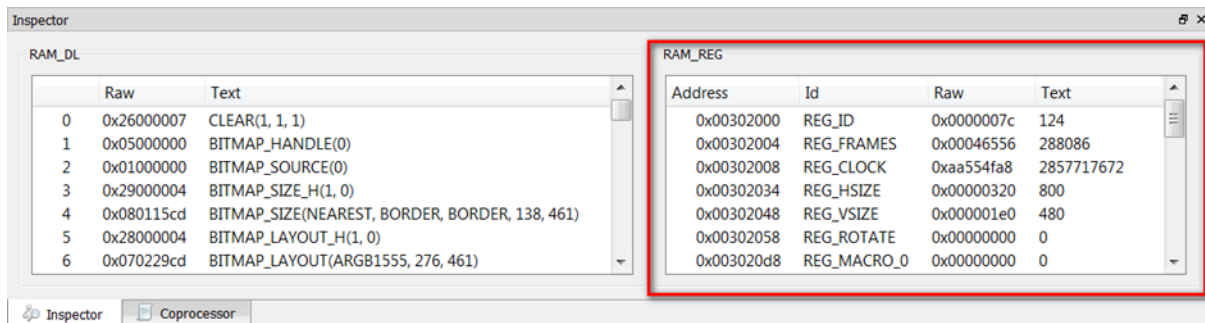 Inspector
RAM_DL
Raw Text
0 0x26000007 CLEAR(1, 1, 1)
1 0x05000000 BITMAP_HANDLE(0)
2 0x01000000 BITMAP_SOURCE(0)
3 0x29000004 BITMAP_SIZE_H(1, 0)
4 0x080115cd BITMAP_SIZE(NEAREST, BORDER, BORDER, 138, 461)
5 0x28000004 BITMAP_LAYOUT_H(1, 0)
6 0x070229cd BITMAP_LAYOUT(ARGB1555, 276, 461)
RAM_REG
Address Id Raw Text
0x00302000 REG_ID 0x0000007c 124
0x00302004 REG_FRAMES 0x00046556 288086
0x00302008 REG_CLOCK 0xaa554fa8 2857717672
0x00302034 REG_HSIZE 0x00000320 800
0x00302048 REG_VSIZE 0x000001e0 480
0x00302058 REG_ROTATE 0x00000000 0
0x003020d8 REG_MACRO_0 0x00000000 0
Inspector Coprocessor